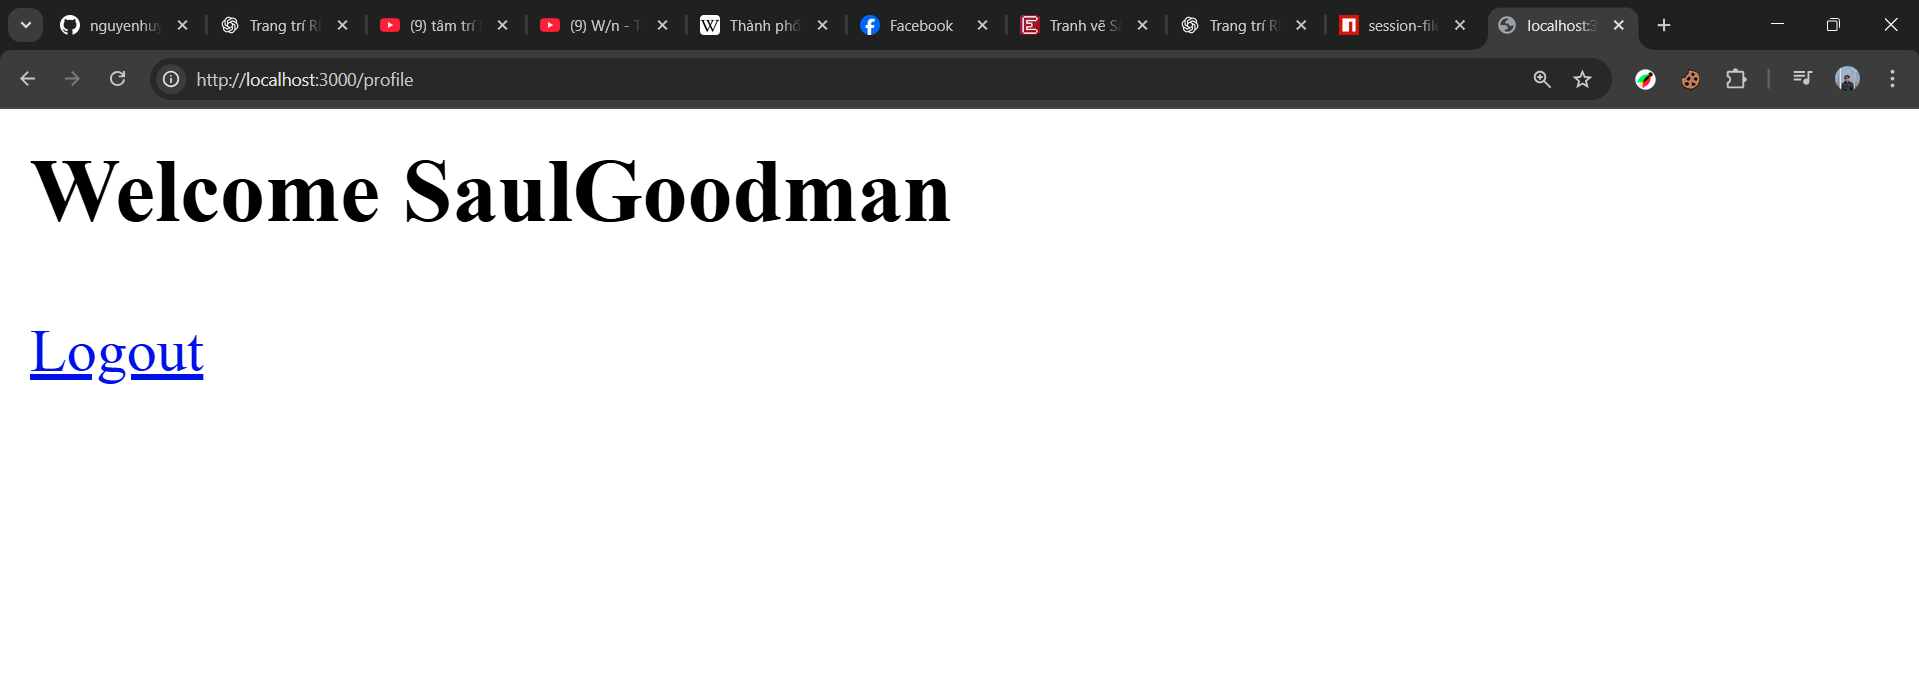 nguyenhuy
Trang trí R
(9) tâm trí
(9) W/n - T
Thành phố
Facebook
Tranh vẽ S
Trang trí R
session-file
localhost:3
http://localhost:3000/profile
Welcome SaulGoodman
Logout